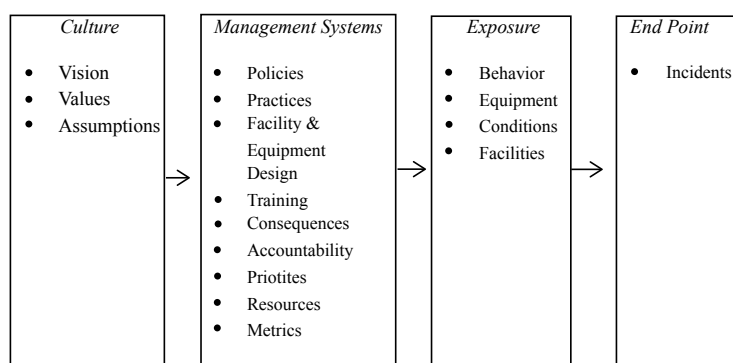 Culture
• Vision
• Values
• Assumptions
Management Systems
• Policies
• Practices
• Facility &
Equipment
Design
• Training
• Consequences
• Accountability
• Priotites
• Resources
• Metrics
Exposure
• Behavior
• Equipment
• Conditions
• Facilities
End Point
• Incidents